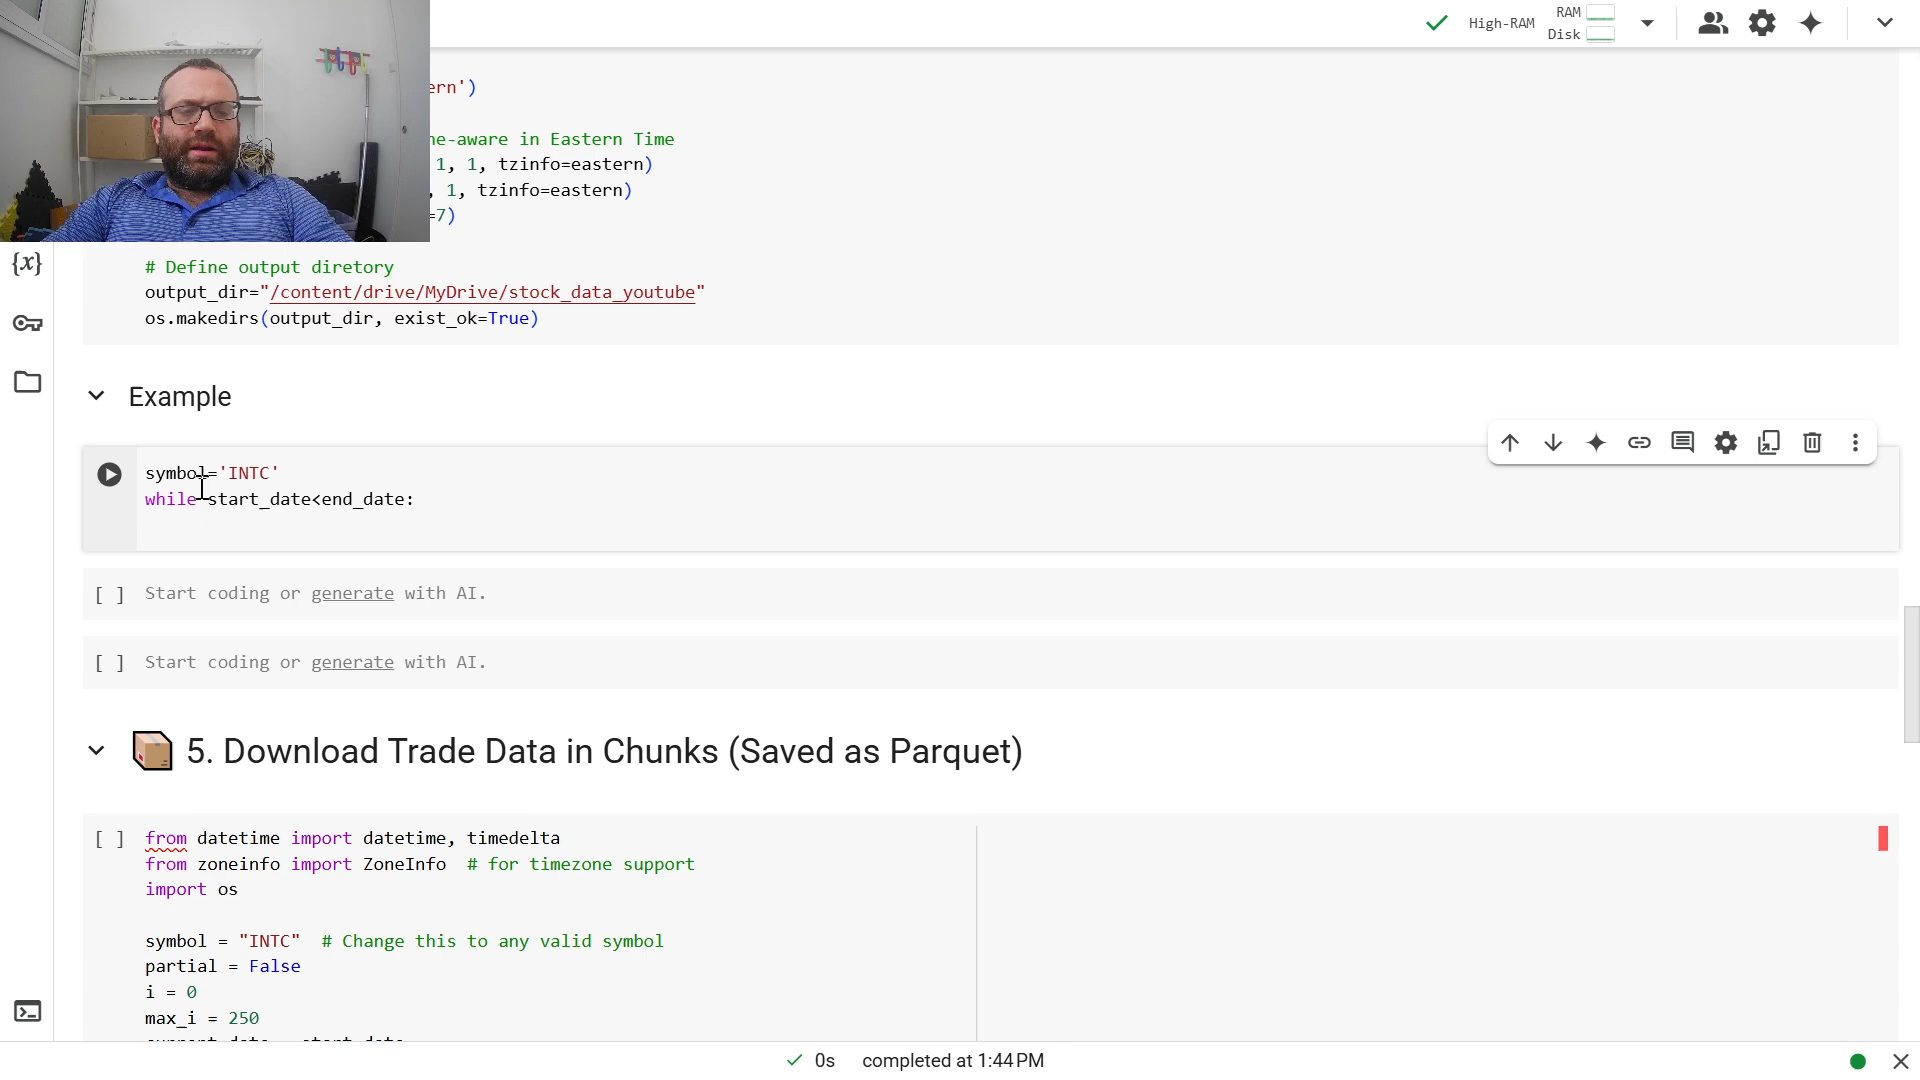 High-RAM
RAM
Disk
ern')
ne-aware in Eastern Time
1, 1, tzinfo=eastern)
, 1, tzinfo=eastern)
=7)
# Define output diretory
output_dir="/content/drive/MyDrive/stock_data_youtube"
os.makedirs(output_dir, exist_ok=True)
{x}
Example
symbol='INTC'
while start_date<end_date:
[ ] Start coding or generate with AI.
[ ] Start coding or generate with AI.
📦 5. Download Trade Data in Chunks (Saved as Parquet)
[ ] from datetime import datetime, timedelta
from zoneinfo import ZoneInfo  # for timezone support
import os
symbol = "INTC"  # Change this to any valid symbol
partial = False
i = 0
max_i = 250
0s completed at 1:44 PM